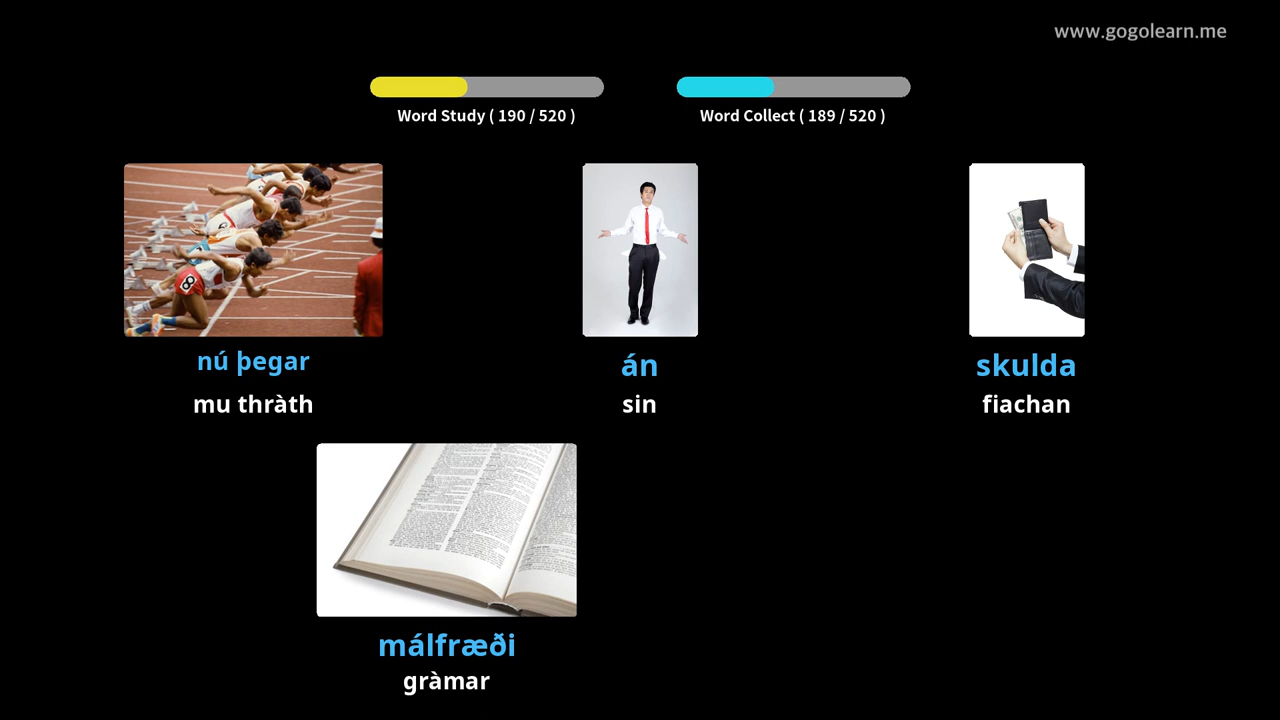 www.gogolearn.me
Word Study ( 190 / 520 )
Word Collect ( 189 / 520 )
nú þegar
mu thràth
án
sin
skulda
fiachan
málfræði
gràmar